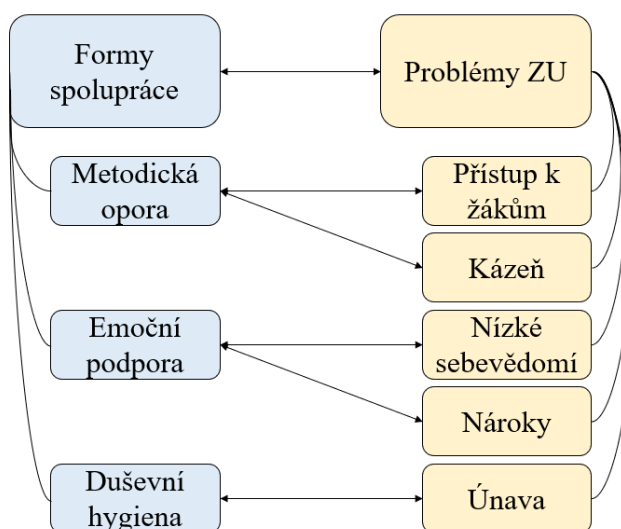 Formy
spolupráce
Problémy ZU
Metodická
opora
Přístup k
žákům
Kázeň
Emoční
podpora
Nízké
sebevědomí
Nároky
Duševní
hygiena
Únava